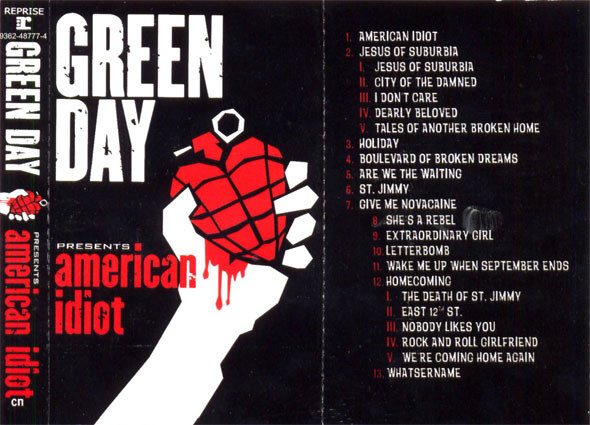 REPRISE
9362-48777-4
GREEN DAY
PRESENTS
american idiot
СП
GREEN
DAY
PRESENTS
american
idiot
1. AMERICAN IDIOT
2. JESUS OF SUBURBIA
I. JESUS OF SUBURBIA
II. CITY OF THE DAMNED
III. I DON'T CARE
IV. DEARLY BELOVED
V. TALES OF ANOTHER BROKEN HOME
3. HOLIDAY
4. BOULEVARD OF BROKEN DREAMS
5. ARE WE THE WAITING
6. ST. JIMMY
7. GIVE ME NOVACAINE
8. SHE'S A REBEL
9. EXTRAORDINARY GIRL
10. LETTERBOMB
11. WAKE ME UP WHEN SEPTEMBER ENDS
12. HOMECOMING
I. THE DEATH OF ST. JIMMY
II. EAST 12TH ST.
III. NOBODY LIKES YOU
IV. ROCK AND ROLL GIRLFRIEND
V. WE'RE COMING HOME AGAIN
13. WHATSERNAME